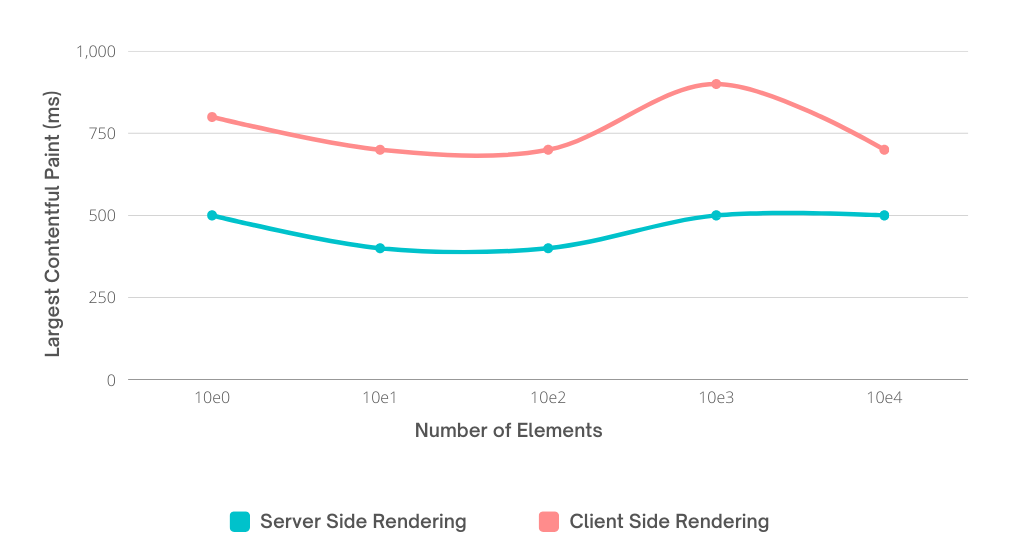 1,000
750
500
250
0
Largest Contentful Paint (ms)
10e0 10e1 10e2 10e3 10e4
Number of Elements
Server Side Rendering Client Side Rendering